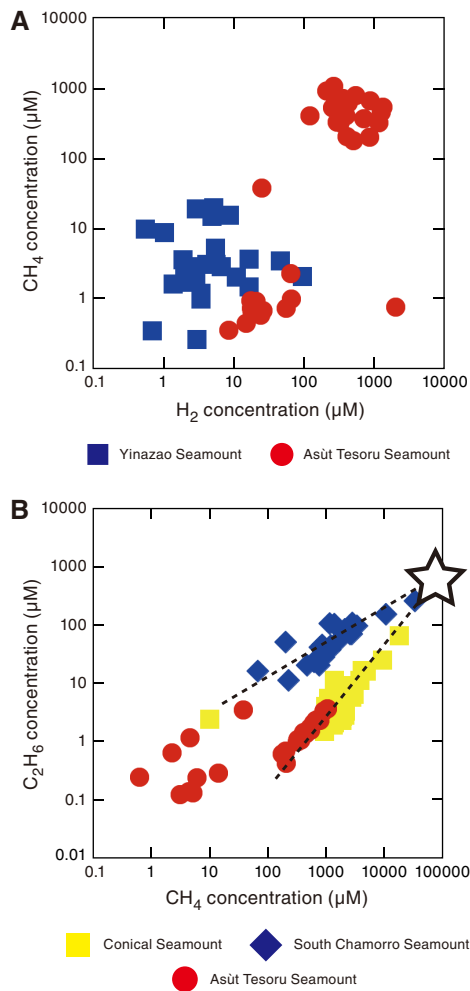 A
10000
1000
100
10
1
0.1
CH4 concentration (µM)
0.1 1 10 100 1000 10000
H2 concentration (µM)
Yinazao Seamount Asùt Tesoru Seamount
B
10000
1000
100
10
1
0.1
0.01
C2H6 concentration (µM)
0.1 1 10 100 1000 10000 100000
CH4 concentration (µM)
Conical Seamount South Chamorro Seamount
Asùt Tesoru Seamount